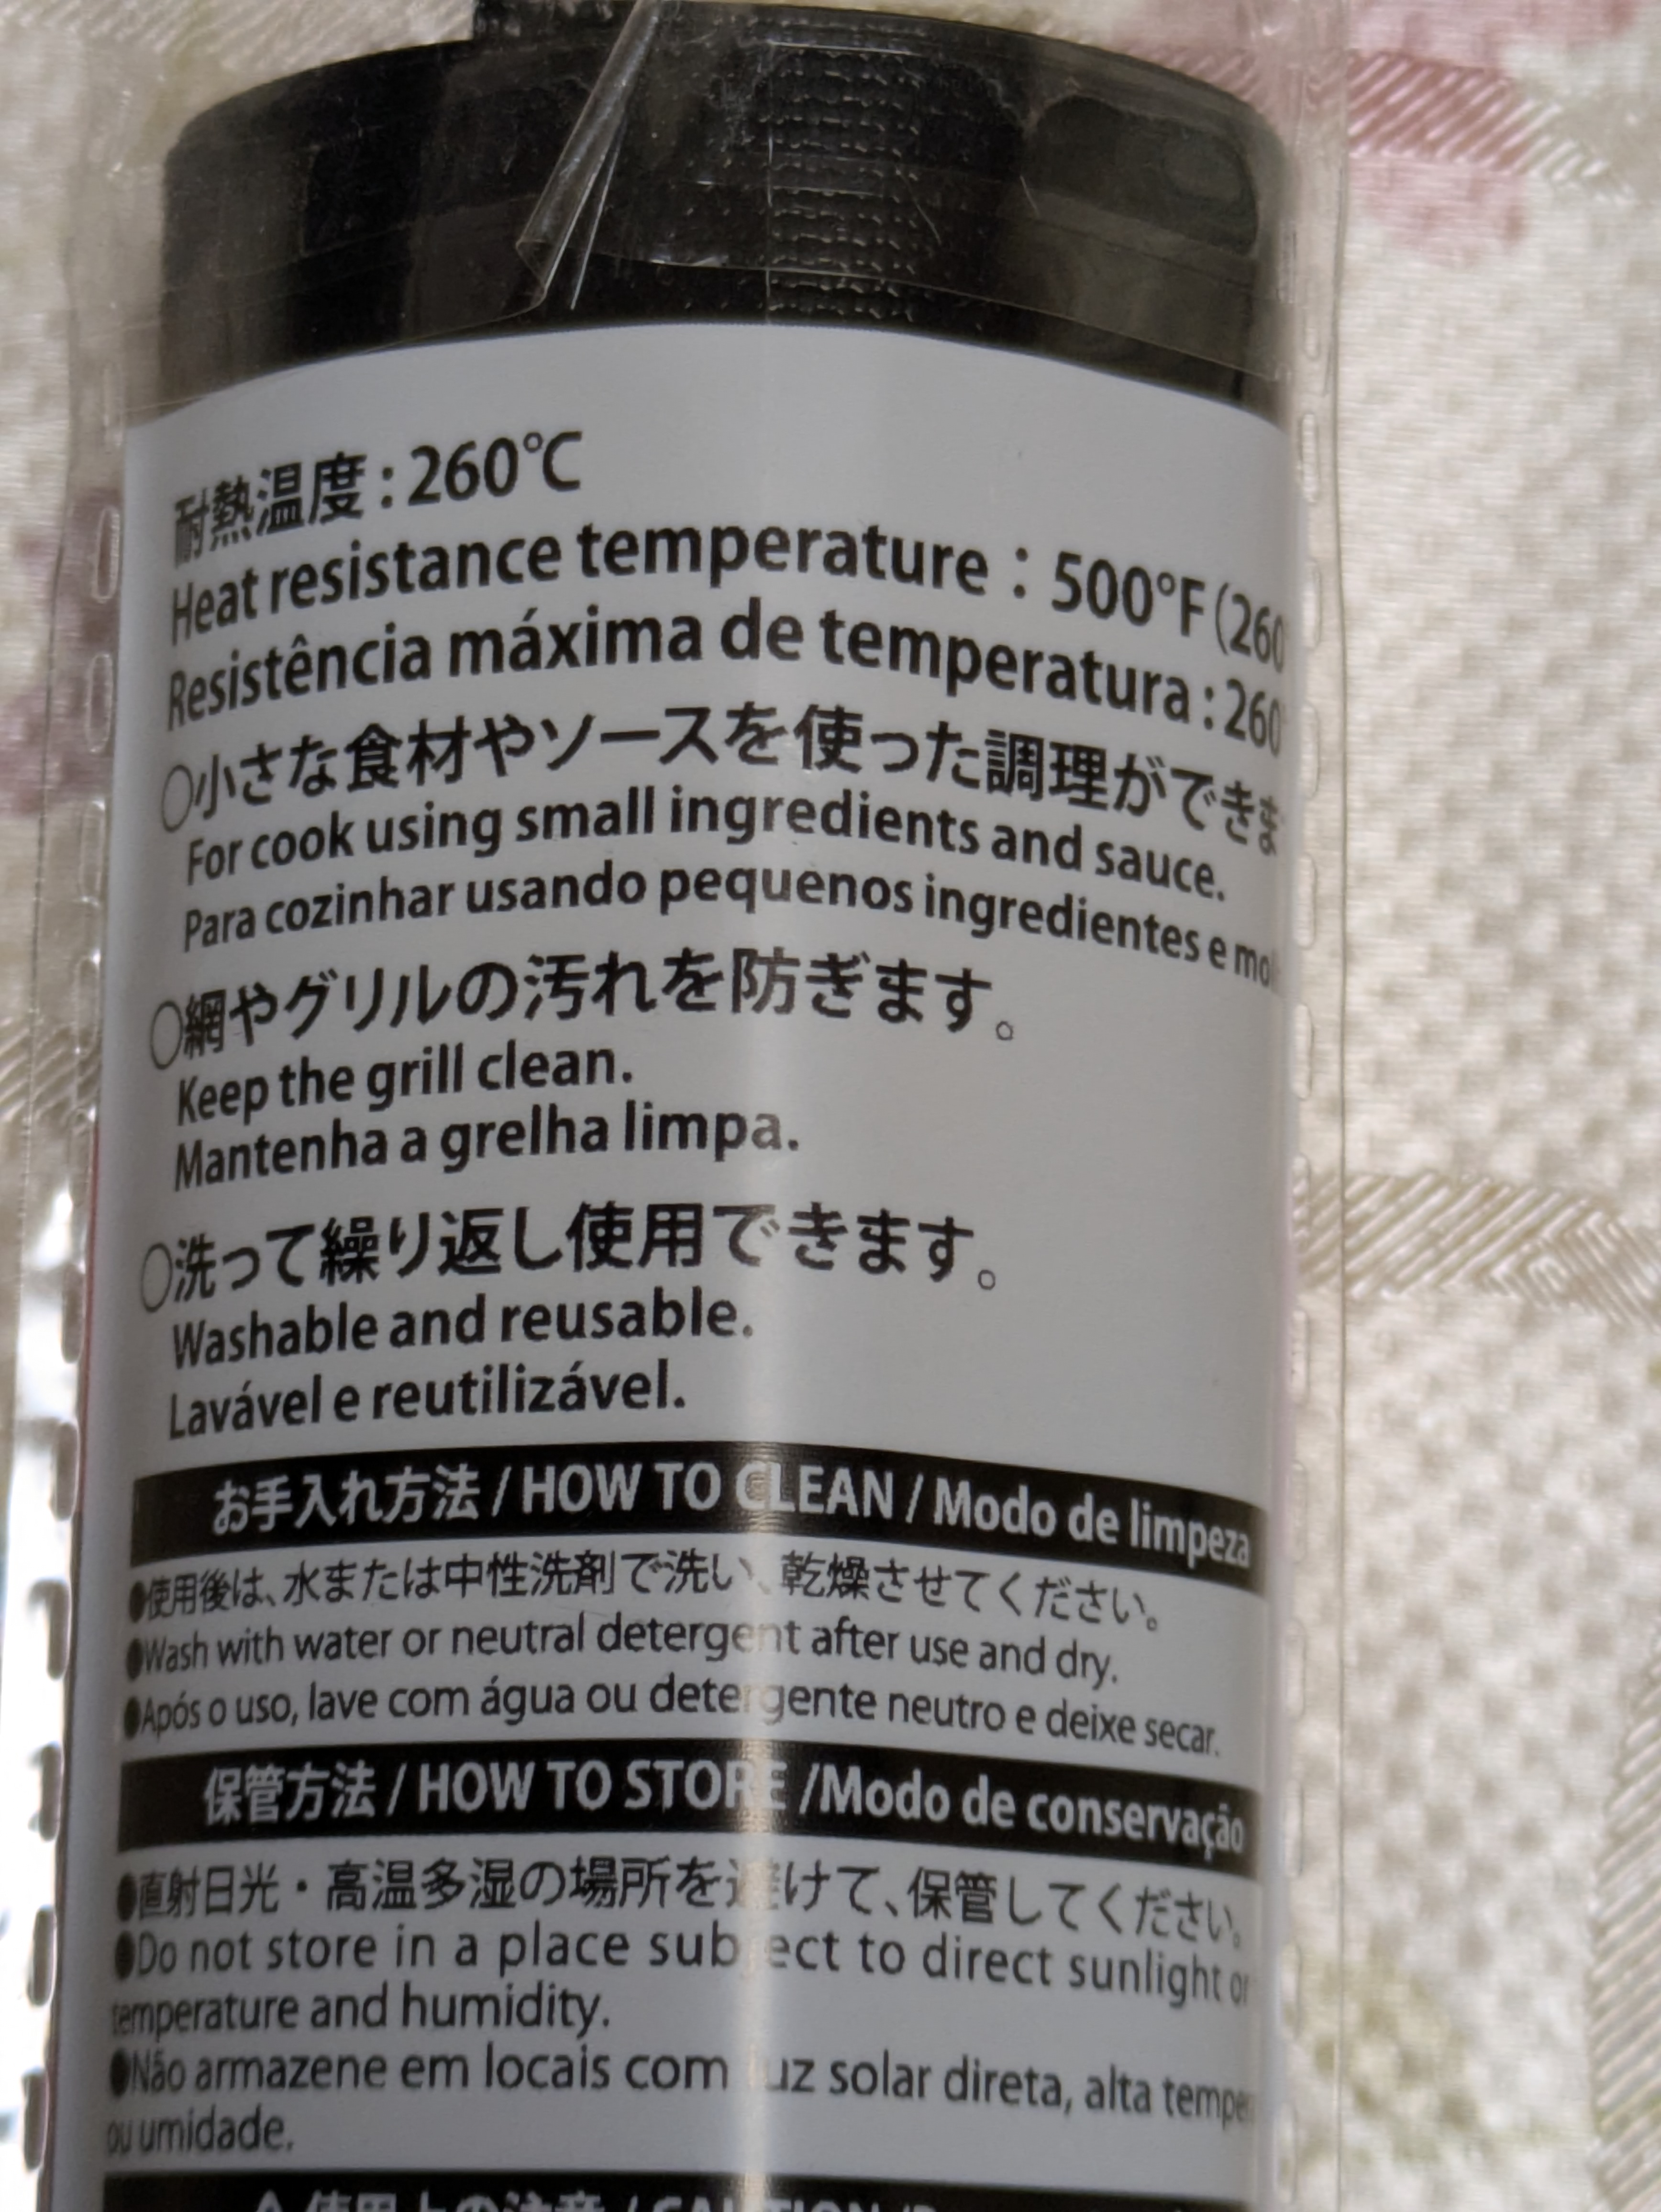 耐熱温度:260℃
Heat resistance temperature : 500°F(260
Resistência máxima de temperatura:260
○小さな食材やソースを使った調理ができま
For cook using small ingredients and sauce.
Para cozinhar usando pequenos ingredientes e mol
○網やグリルの汚れを防ぎます。
Keep the grill clean.
Mantenha a grelha limpa.
○洗って繰り返し使用できます。
Washable and reusable.
Lavável e reutilizável.
お手入れ方法 / HOW TO CLEAN / Modo de limpeza
●使用後は、水または中性洗剤で洗い、乾燥させてください。
●Wash with water or neutral detergent after use and dry.
●Após o uso, lave com água ou detergente neutro e deixe secar.
保管方法 / HOW TO STORE /Modo de conservação
●直射日光・高温多湿の場所を避けて、保管してください。
●Do not store in a place subject to direct sunlight or
temperature and humidity.
●Não armazene em locais com luz solar direta, alta tempe
ou umidade.
使用上の注意 / CAUTION